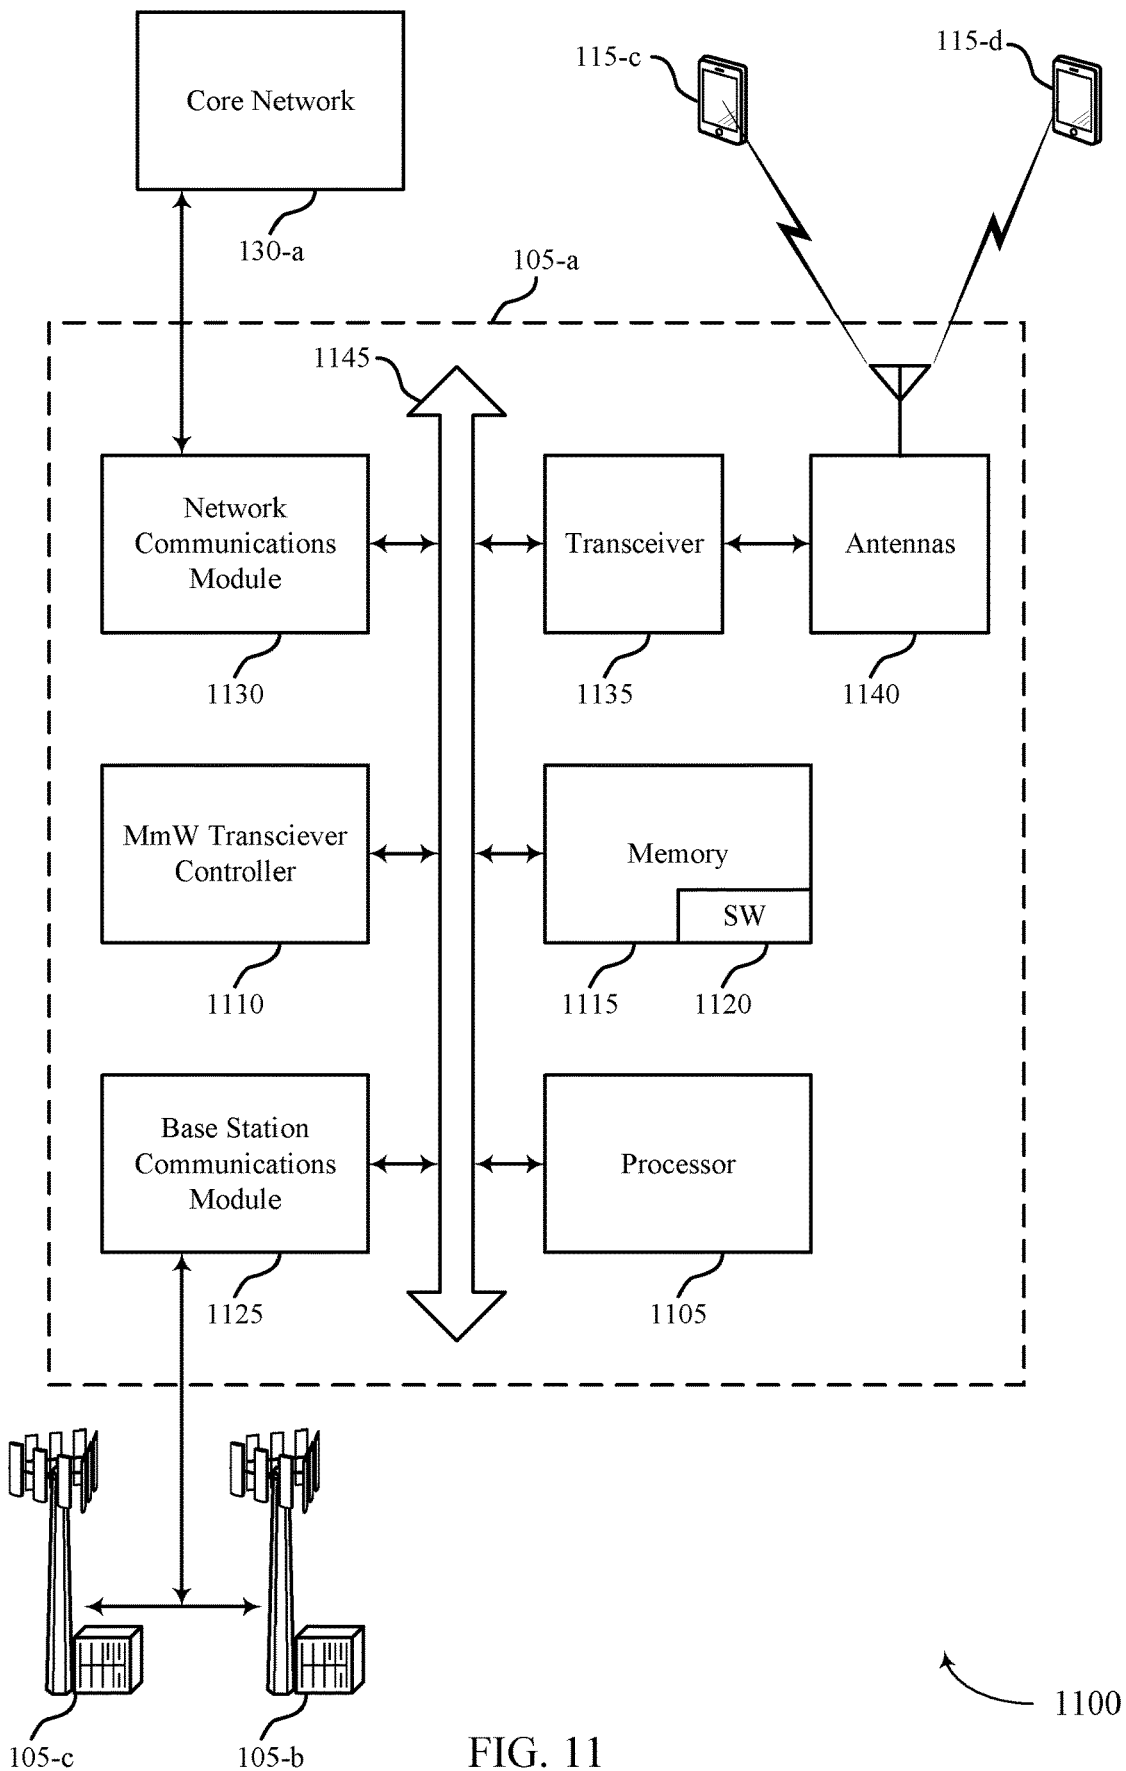 Core Network
130-a
115-c
115-d
105-a
1145
Network
Communications
Module
1130
Transceiver
1135
Antennas
1140
MmW Transciever
Controller
1110
Memory
SW
1115
1120
Base Station
Communications
Module
1125
Processor
1105
105-c
105-b
1100
FIG. 11